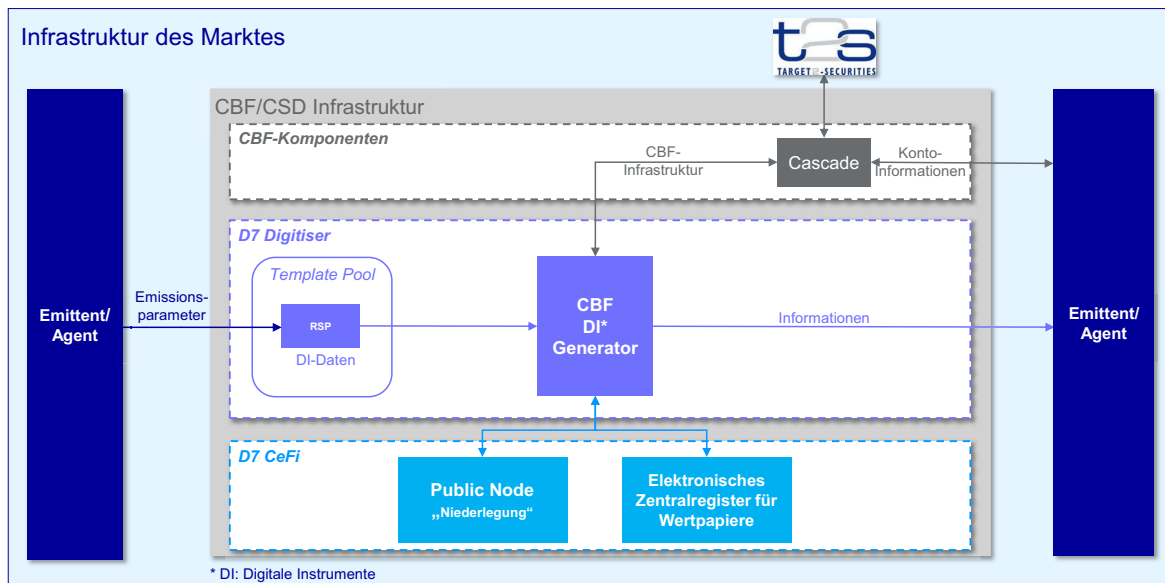 Infrastruktur des Marktes
t2s
TARGET2-SECURITIES
CBF/CSD Infrastruktur
CBF-Komponenten
CBF-
Infrastruktur
Cascade
Konto-
Informationen
D7 Digitiser
Template Pool
Emittent/
Agent
Emissions-
parameter
RSP
DI-Daten
CBF
DI*
Generator
Informationen
Emittent/
Agent
D7 CeFi
Public Node
„Niederlegung“
Elektronisches
Zentralregister für
Wertpapiere
* DI: Digitale Instrumente